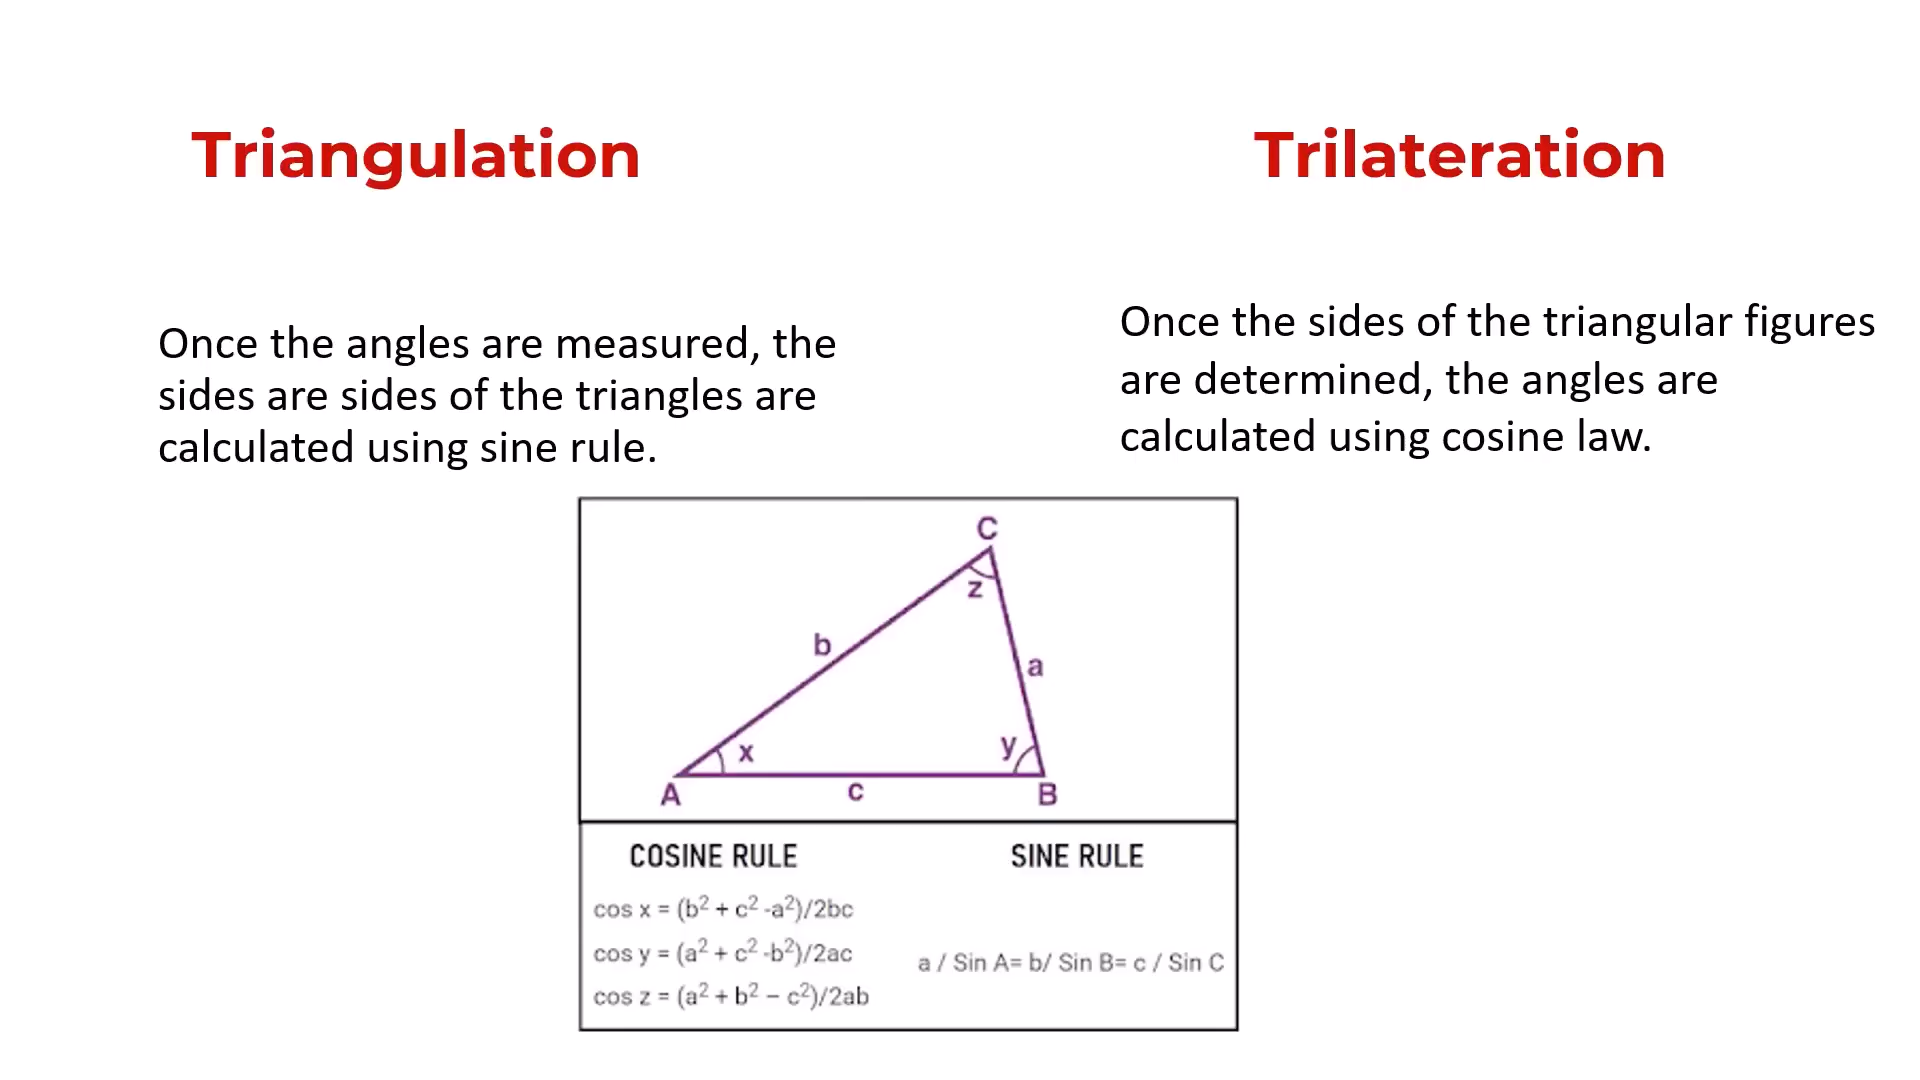 Triangulation
Trilateration
Once the angles are measured, the
sides are sides of the triangles are
calculated using sine rule.
Once the sides of the triangular figures
are determined, the angles are
calculated using cosine law.
C
z
b
a
x
y
A
c
B
COSINE RULE
cos x = (b² + c² -a²)/2bc
cos y = (a² + c² -b²)/2ac
cos z = (a² + b² – c²)/2ab
SINE RULE
a / Sin A= b/ Sin B= c / Sin C